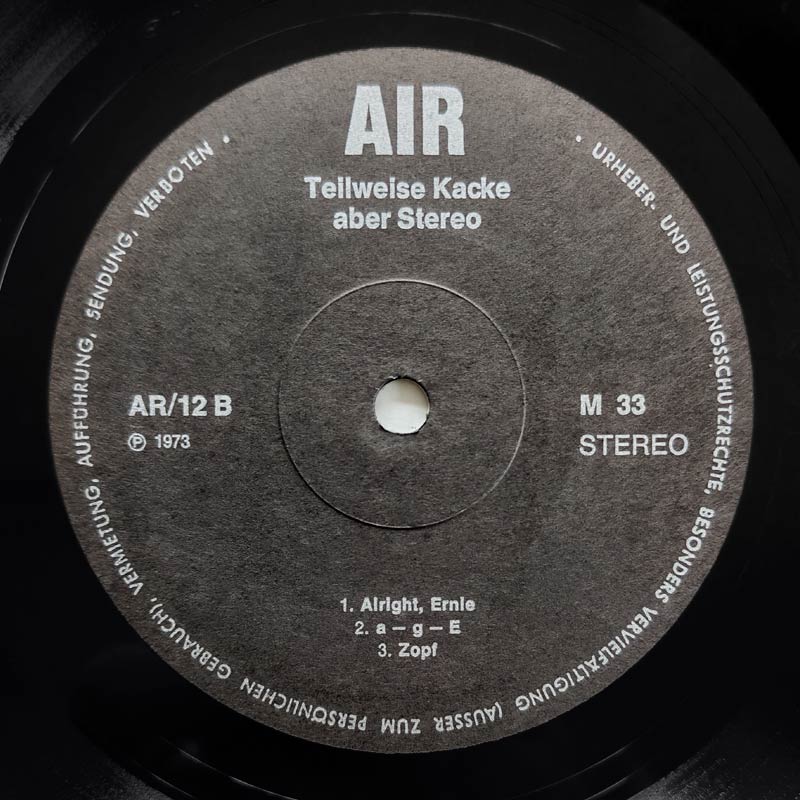 AIR
Teilweise Kacke
aber Stereo
AR/12 B
Ⓟ 1973
M 33
STEREO
1. Alright, Ernie
2. a – g – E
3. Zopf
• URHEBER- UND LEISTUNGSSCHUTZRECHTE, BESONDERS VERVIELFÄLTIGUNG (AUSSER ZUM PERSÖNLICHEN GEBRAUCH), VERMIETUNG, AUFFÜHRUNG, SENDUNG, VERBOTEN •